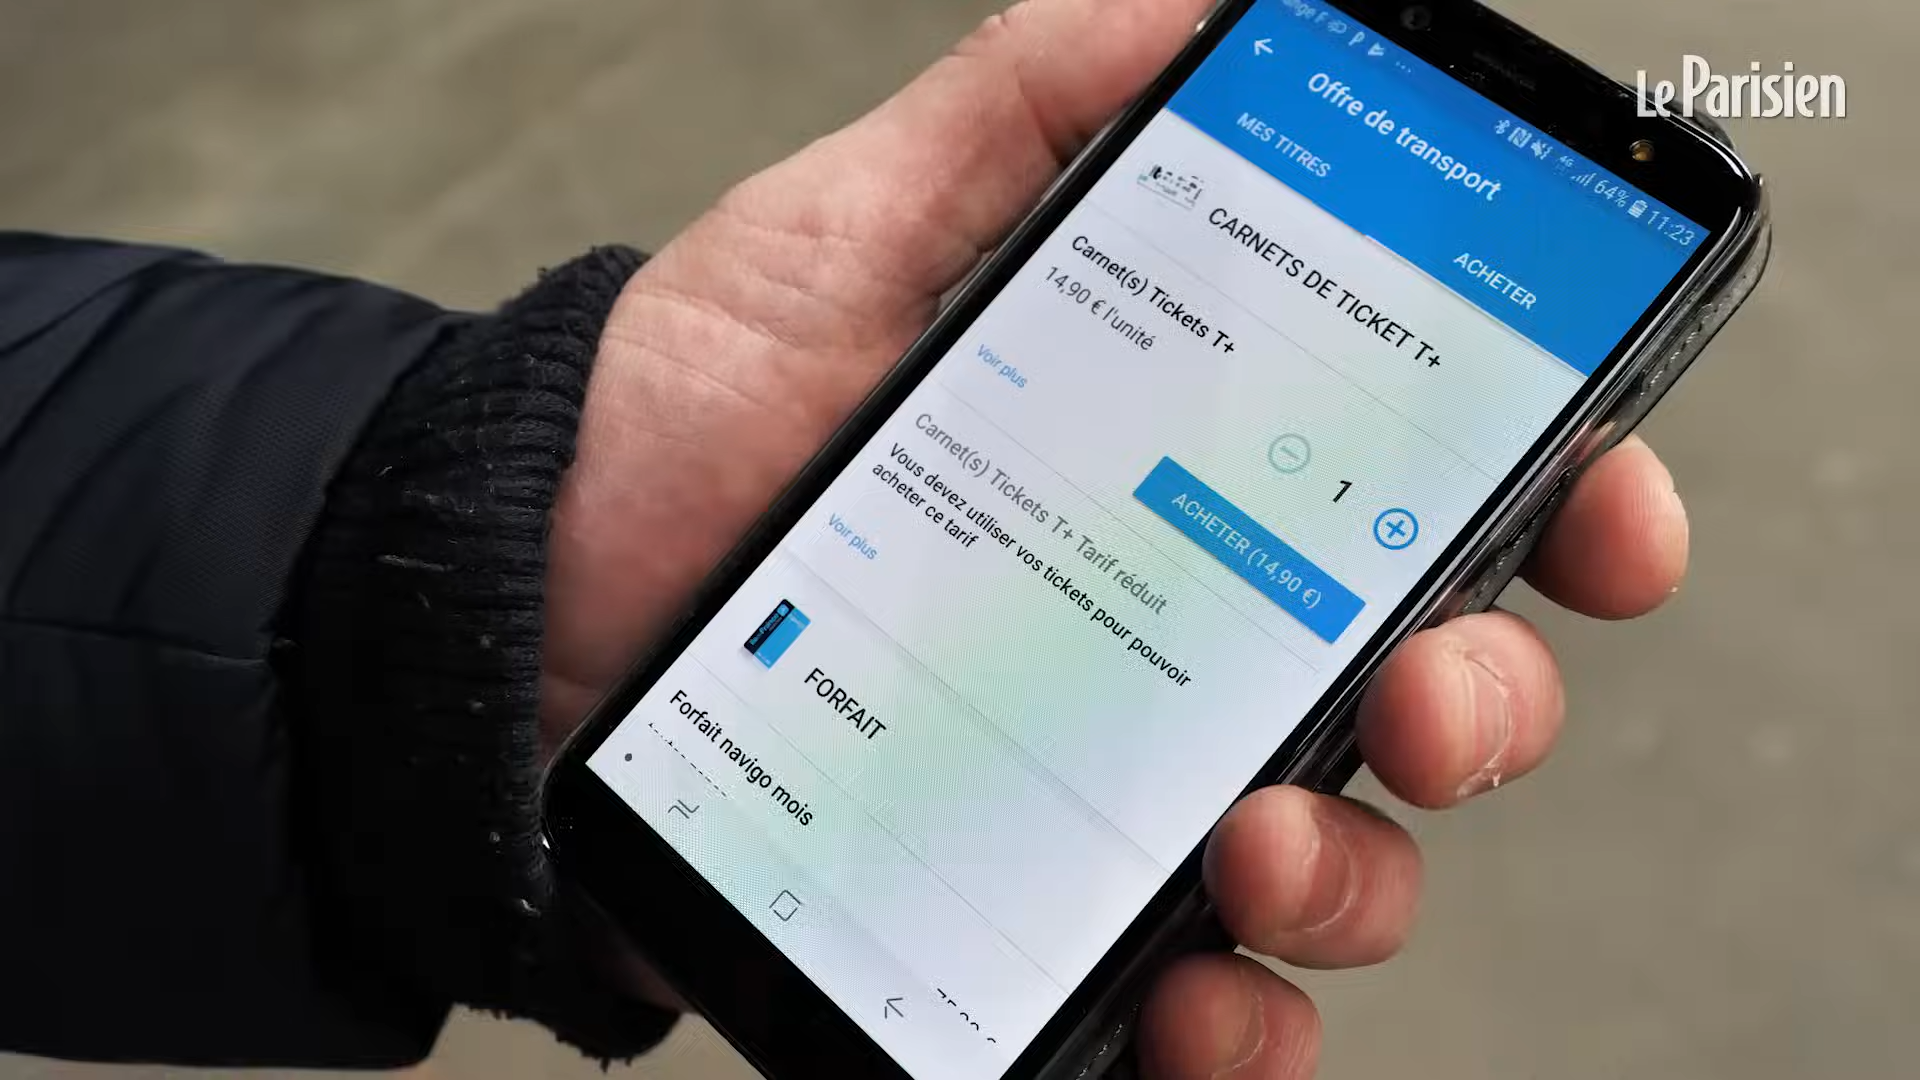 Le Parisien
4G 64% 11:23
Offre de transport
MES TITRES
ACHETER
CARNETS DE TICKET T+
Carnet(s) Tickets T+
14,90 € l'unité
Voir plus
1
ACHETER (14,90 €)
Carnet(s) Tickets T+ Tarif réduit
Vous devez utiliser vos tickets pour pouvoir
acheter ce tarif
Voir plus
FORFAIT
Forfait navigo mois